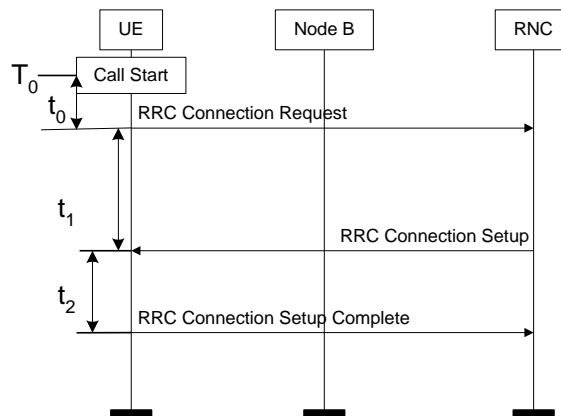 UE Node B RNC
T0 Call Start
t0 RRC Connection Request
t1
RRC Connection Setup
t2
RRC Connection Setup Complete